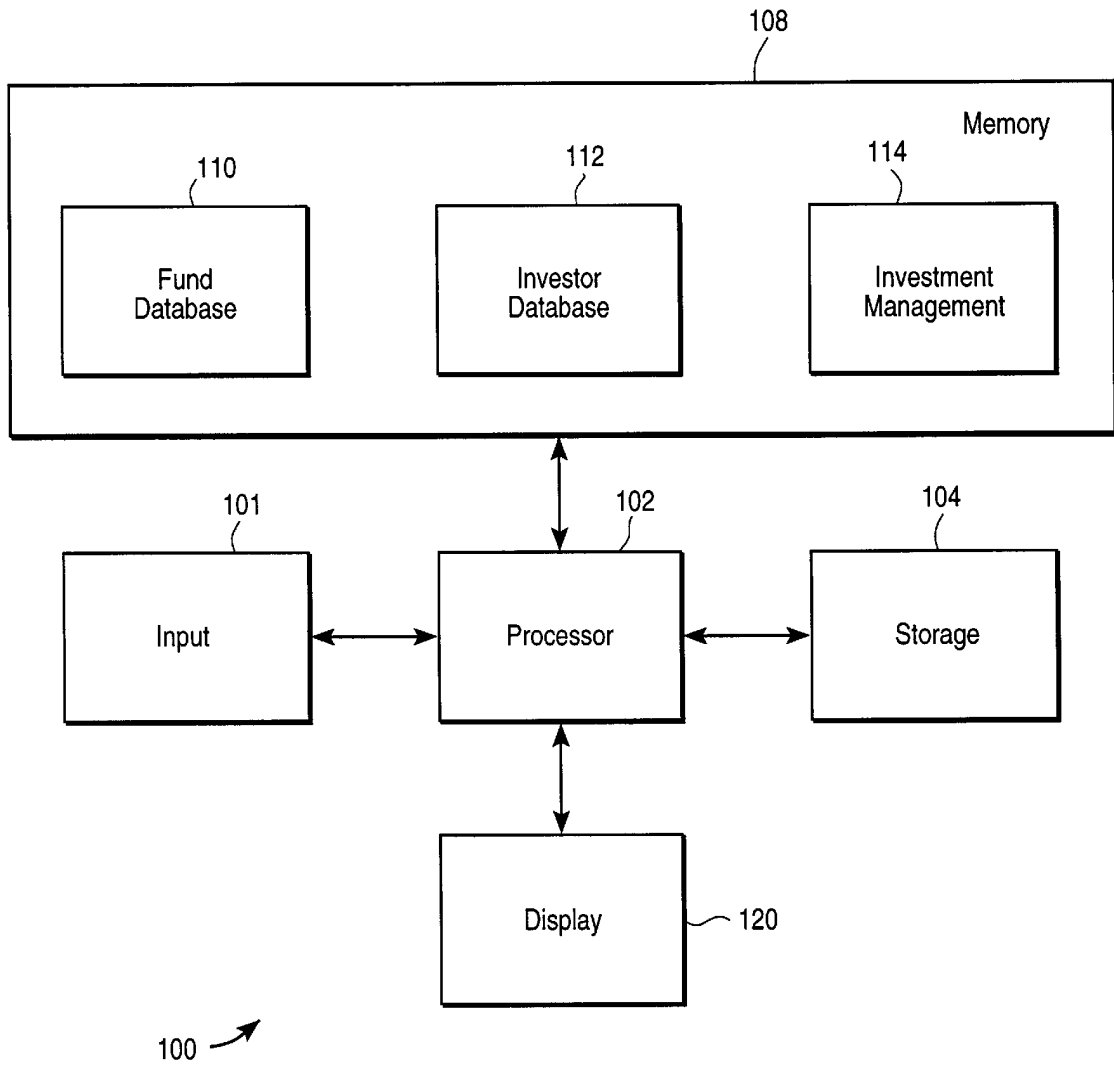 108
Memory
110
112
114
Fund
Database
Investor
Database
Investment
Management
101
102
104
Input
Processor
Storage
Display
120
100